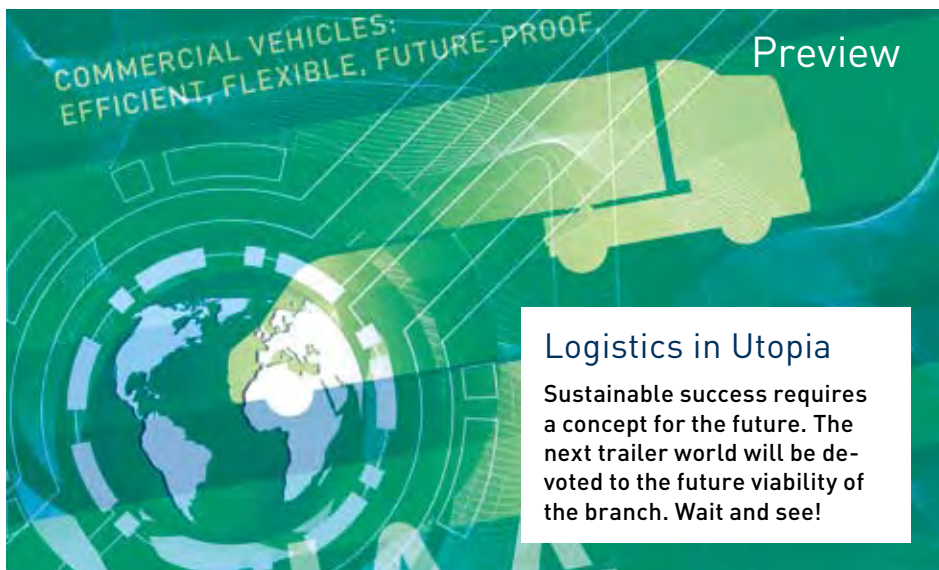 COMMERCIAL VEHICLES:
EFFICIENT, FLEXIBLE, FUTURE-PROOF.
Preview
Logistics in Utopia
Sustainable success requires
a concept for the future. The
next trailer world will be de-
voted to the future viability of
the branch. Wait and see!